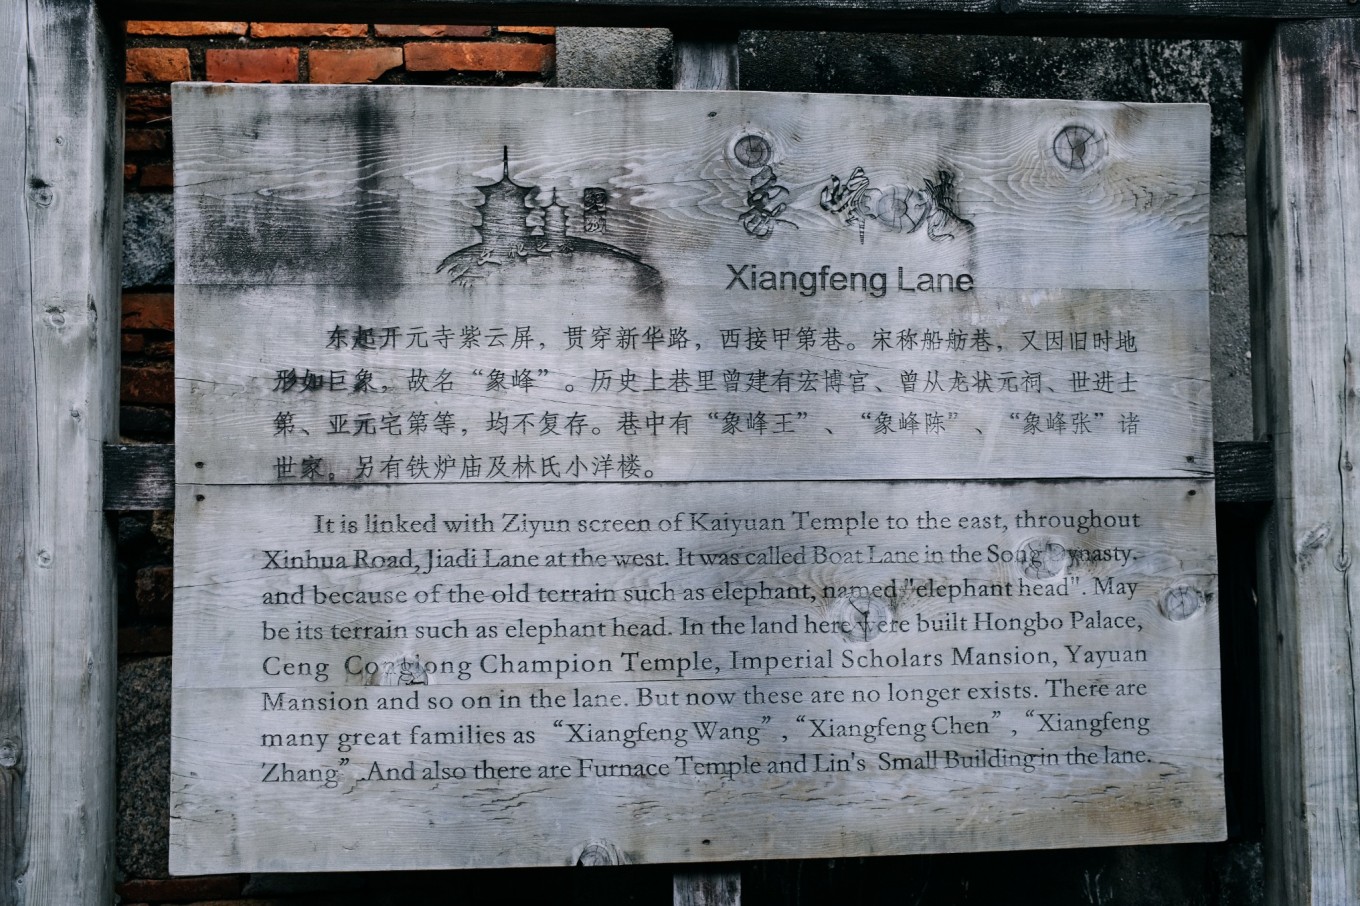 象峰巷
Xiangfeng Lane
东起开元寺紫云屏，贯穿新华路，西接甲第巷。宋称船舫巷，又因旧时地
形如巨象，故名“象峰”。历史上巷里曾建有宏博官、曾从龙状元祠、世进士
第、亚元宅第等，均不复存。巷中有“象峰王”、“象峰陈”、“象峰张”诸
世家。另有铁炉庙及林氏小洋楼。
It is linked with Ziyun screen of Kaiyuan Temple to the east, throughout
Xinhua Road, Jiadi Lane at the west. It was called Boat Lane in the Song Dynasty.
and because of the old terrain such as elephant, named "elephant head". May
be its terrain such as elephant head. In the land here were built Hongbo Palace,
Ceng Conglong Champion Temple, Imperial Scholars Mansion, Yayuan
Mansion and so on in the lane. But now these are no longer exists. There are
many great families as “Xiangfeng Wang”,“Xiangfeng Chen”,“Xiangfeng
Zhang”.And also there are Furnace Temple and Lin's Small Building in the lane.